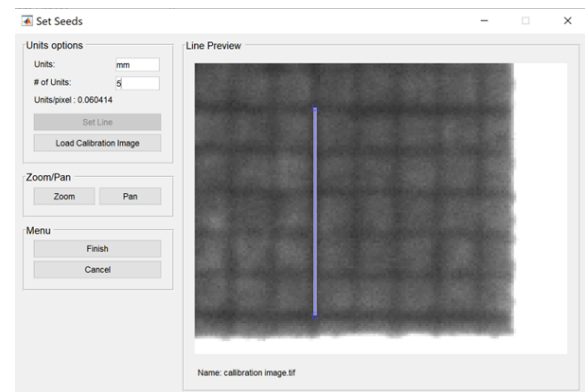 Set Seeds
Units options
Units: mm
# of Units: 5
Units/pixel : 0.060414
Set Line
Load Calibration Image
Zoom/Pan
Zoom Pan
Menu
Finish
Cancel
Line Preview
Name: callibration image.tif